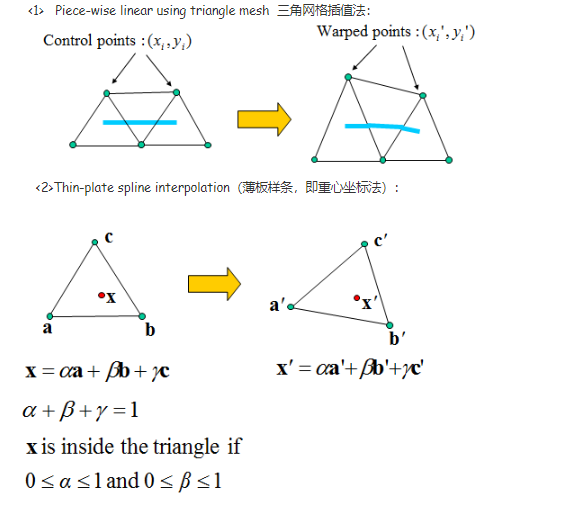 <1> Piece-wise linear using triangle mesh 三角网格插值法:
Control points :(xᵢ,yᵢ)
Warped points :(xᵢ',yᵢ')
<2>Thin-plate spline interpolation（薄板样条，即重心坐标法）:
c
x
a
b
c′
a′
x′
b′
x = αa + βb + γc
x′ = αa'+βb'+γc'
α + β + γ = 1
x is inside the triangle if
0 ≤ α ≤ 1 and 0 ≤ β ≤ 1